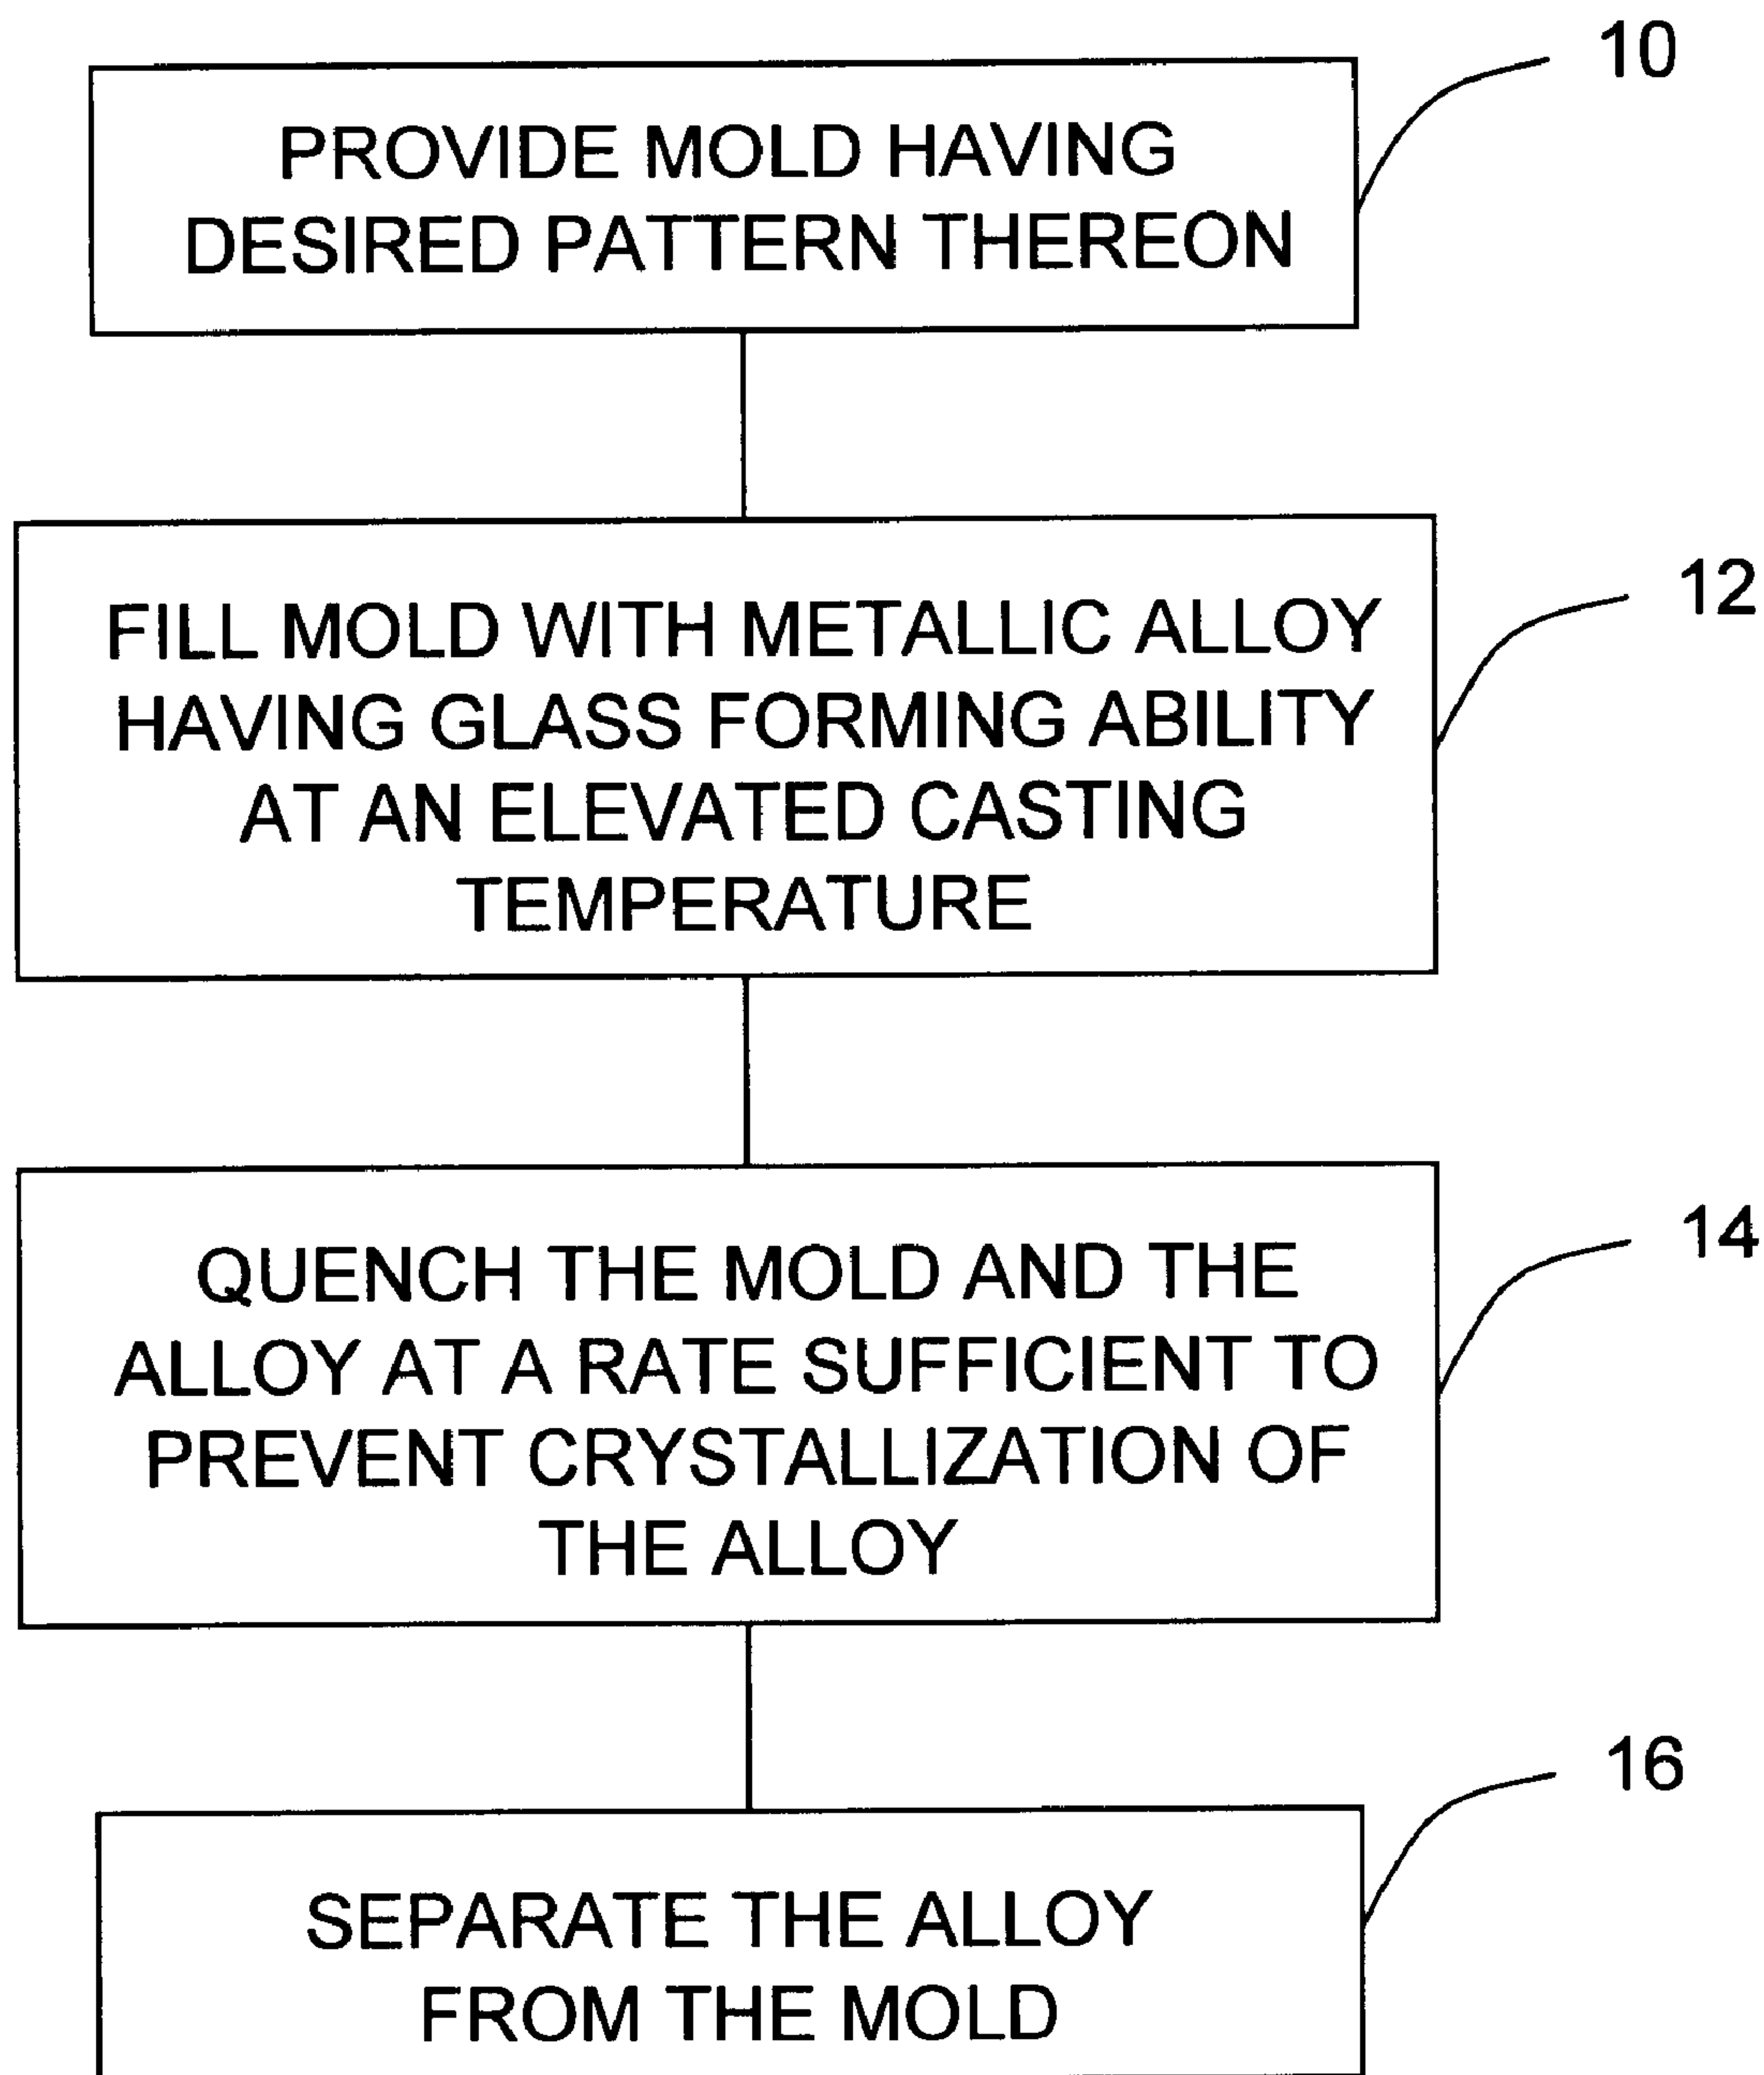 10
PROVIDE MOLD HAVING
DESIRED PATTERN THEREON
12
FILL MOLD WITH METALLIC ALLOY
HAVING GLASS FORMING ABILITY
AT AN ELEVATED CASTING
TEMPERATURE
14
QUENCH THE MOLD AND THE
ALLOY AT A RATE SUFFICIENT TO
PREVENT CRYSTALLIZATION OF
THE ALLOY
16
SEPARATE THE ALLOY
FROM THE MOLD